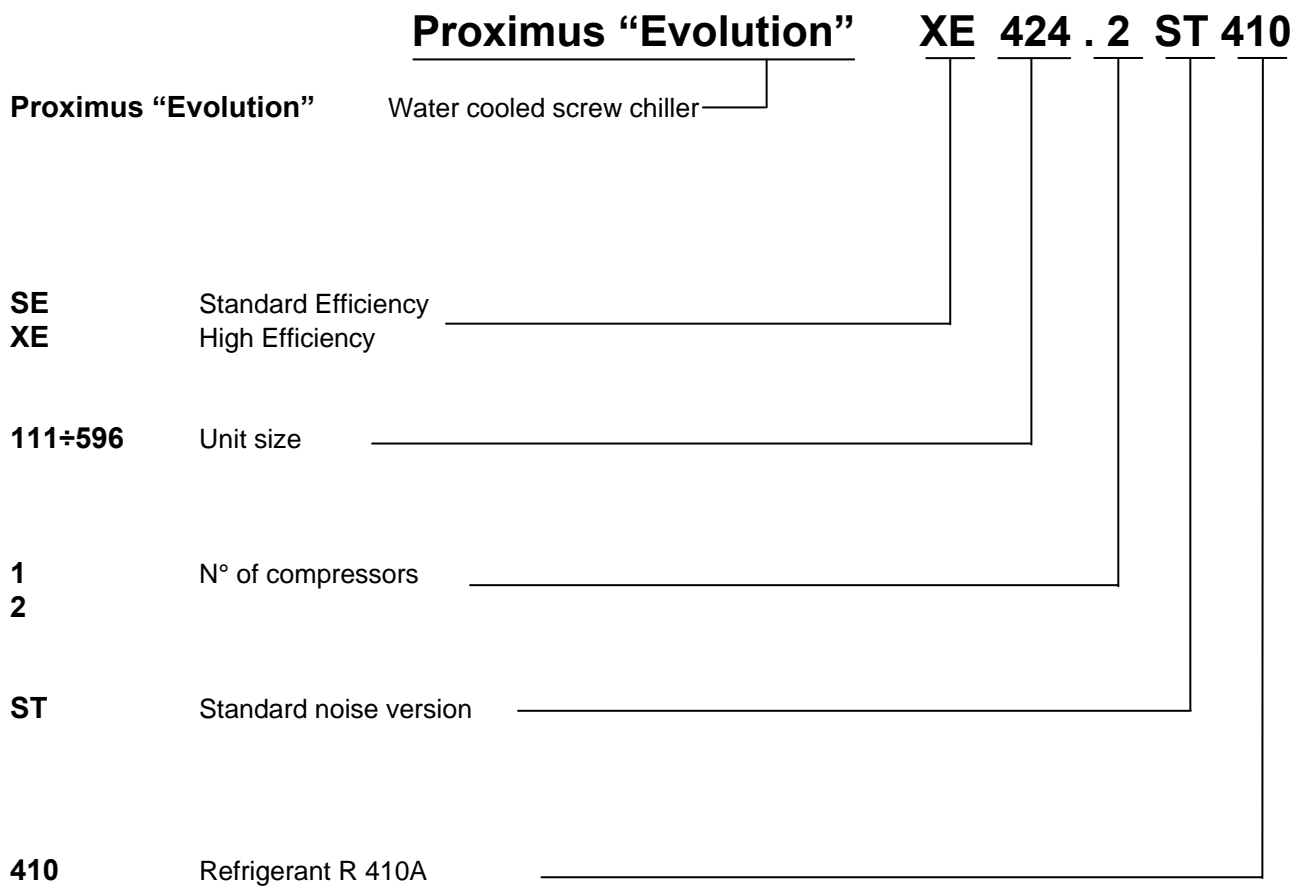 Proximus “Evolution” XE 424 . 2 ST 410
Proximus “Evolution” Water cooled screw chiller
SE Standard Efficiency
XE High Efficiency
111÷596 Unit size
1 N° of compressors
2
ST Standard noise version
410 Refrigerant R 410A